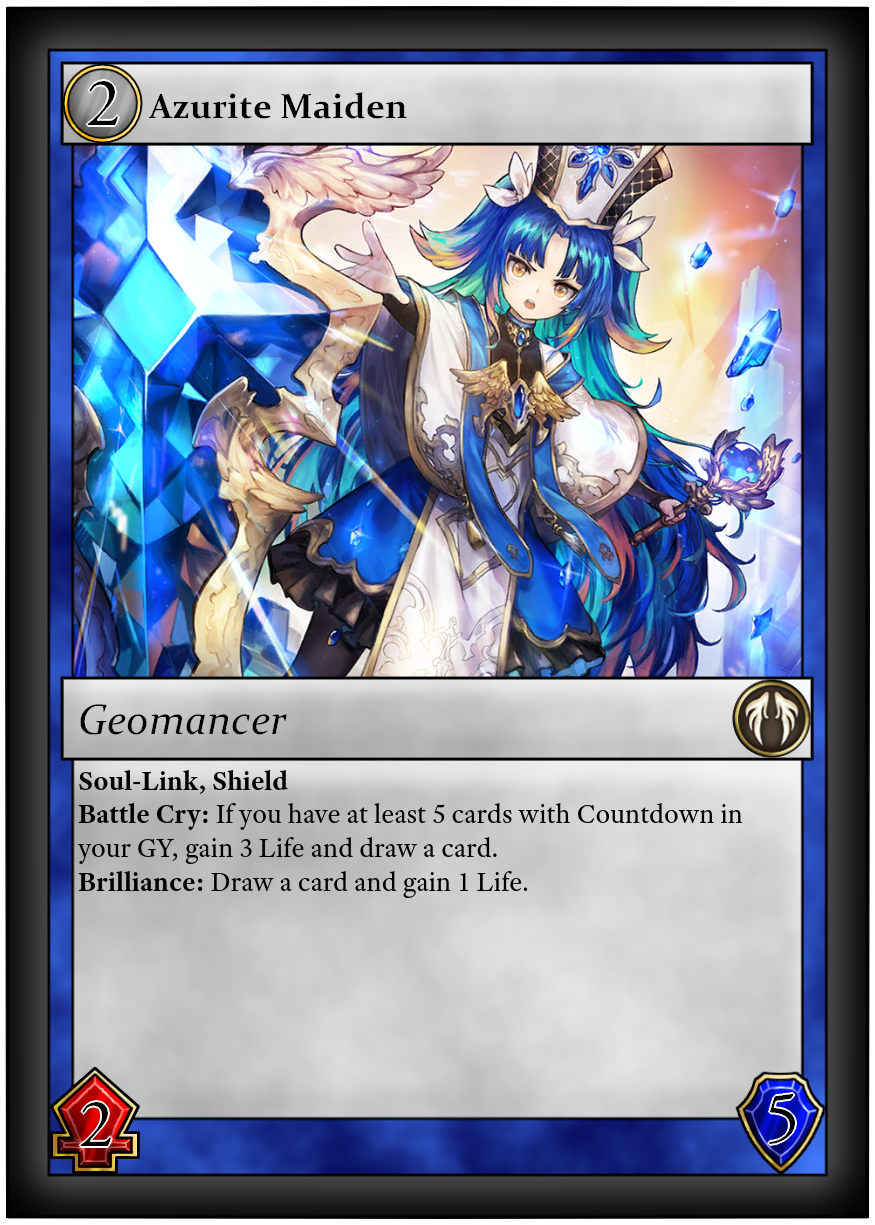 2 Azurite Maiden
Geomancer
Soul-Link, Shield
Battle Cry: If you have at least 5 cards with Countdown in
your GY, gain 3 Life and draw a card.
Brilliance: Draw a card and gain 1 Life.
2 5